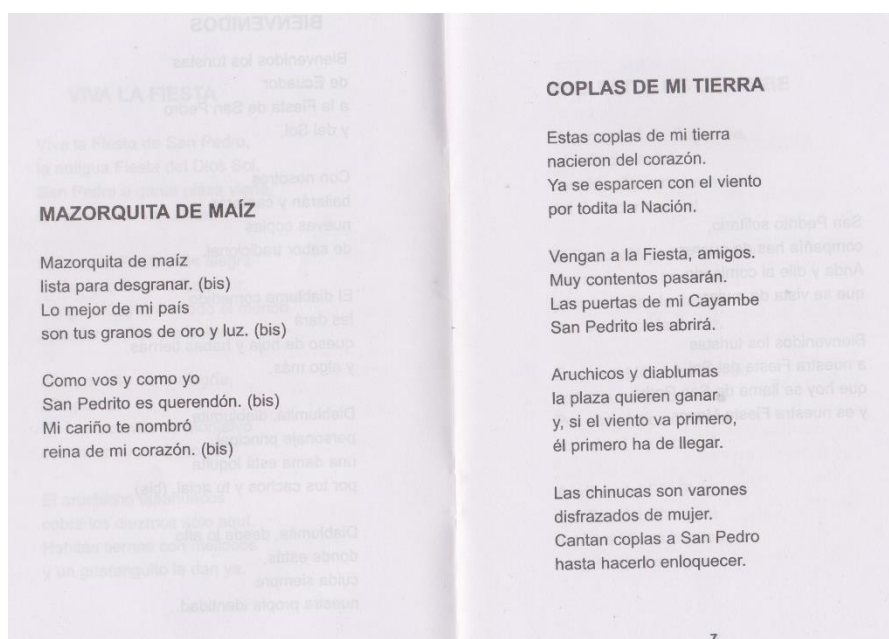 MAZORQUITA DE MAÍZ
Mazorquita de maíz
lista para desgranar. (bis)
Lo mejor de mi país
son tus granos de oro y luz. (bis)
Como vos y como yo
San Pedrito es querendón. (bis)
Mi cariño te nombró
reina de mi corazón. (bis)
COPLAS DE MI TIERRA
Estas coplas de mi tierra
nacieron del corazón.
Ya se esparcen con el viento
por todita la Nación.
Vengan a la Fiesta, amigos.
Muy contentos pasarán.
Las puertas de mi Cayambe
San Pedrito les abrirá.
Aruchicos y diablumas
la plaza quieren ganar
y, si el viento va primero,
él primero ha de llegar.
Las chinucas son varones
disfrazados de mujer.
Cantan coplas a San Pedro
hasta hacerlo enloquecer.
7